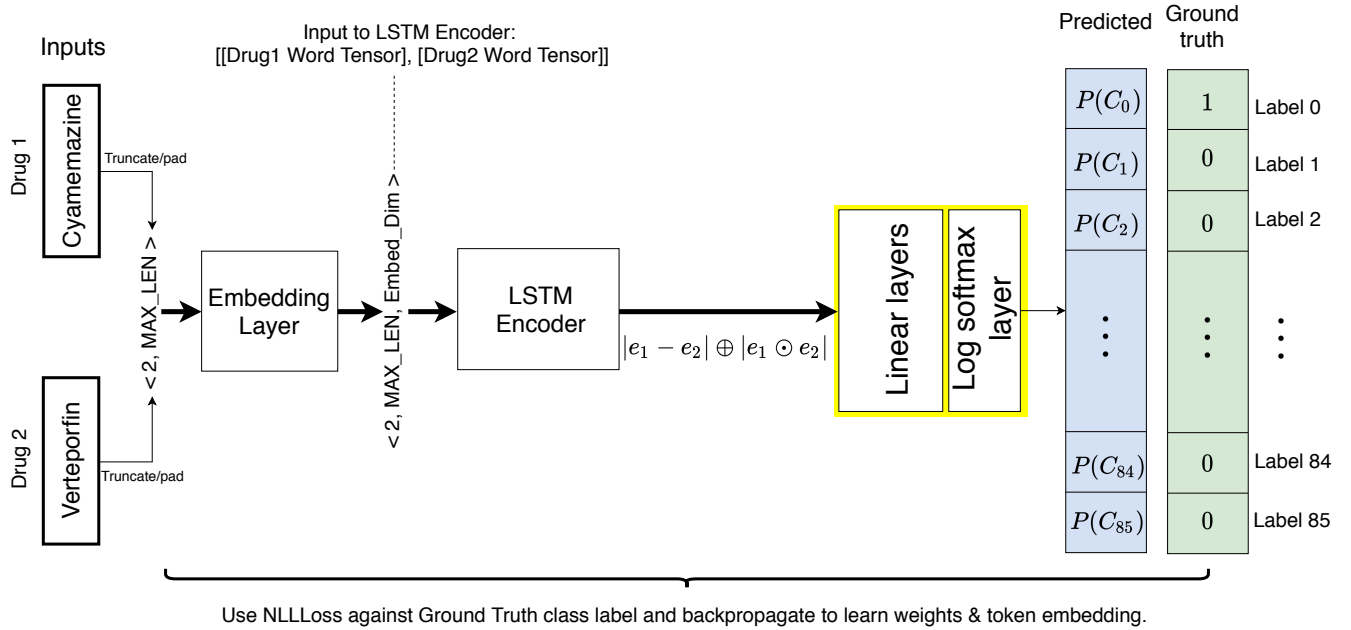 Inputs
Input to LSTM Encoder:
[[Drug1 Word Tensor], [Drug2 Word Tensor]]
Predicted
Ground
truth
Drug 1
Cyamemazine
Truncate/pad
Drug 2
Verteporfin
Truncate/pad
< 2, MAX_LEN >
Embedding
Layer
< 2, MAX_LEN, Embed_Dim >
LSTM
Encoder
|e₁ − e₂| ⊕ |e₁ ⊙ e₂|
Linear layers
Log softmax
layer
P(C₀) 1 Label 0
P(C₁) 0 Label 1
P(C₂) 0 Label 2
⋮ ⋮ ⋮
P(C₈₄) 0 Label 84
P(C₈₅) 0 Label 85
Use NLLLoss against Ground Truth class label and backpropagate to learn weights & token embedding.